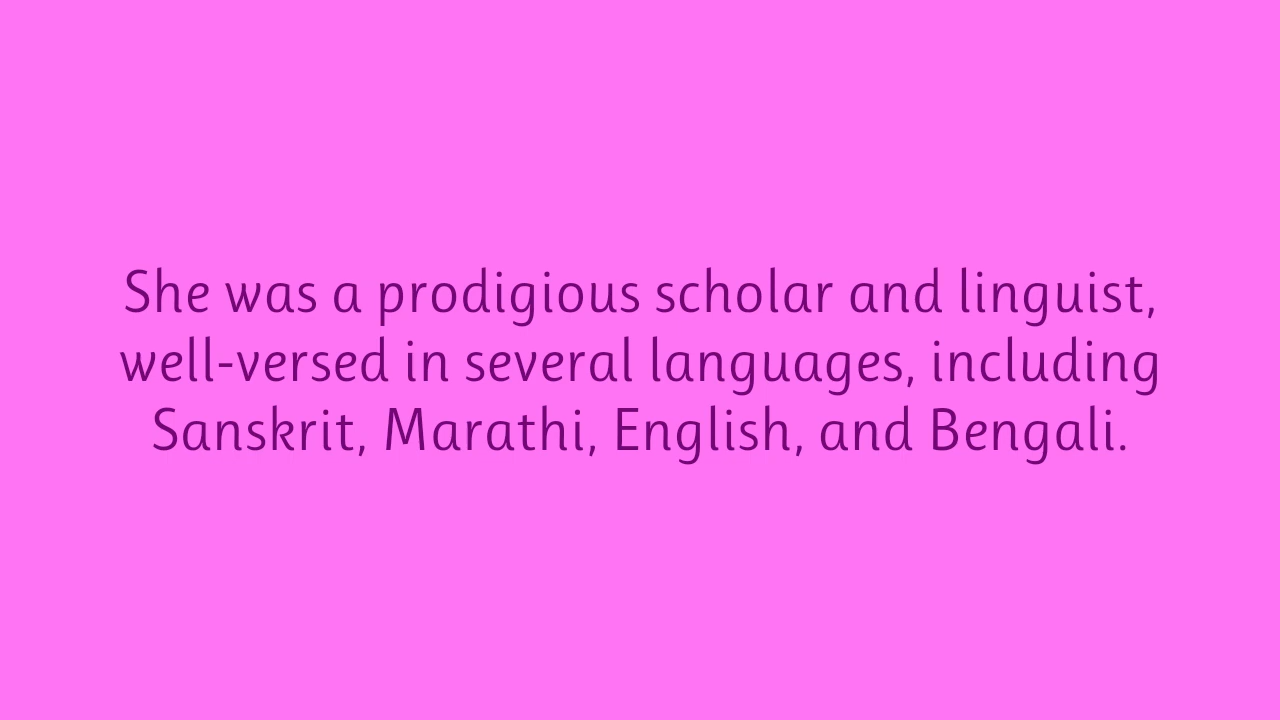 She was a prodigious scholar and linguist,
well-versed in several languages, including
Sanskrit, Marathi, English, and Bengali.